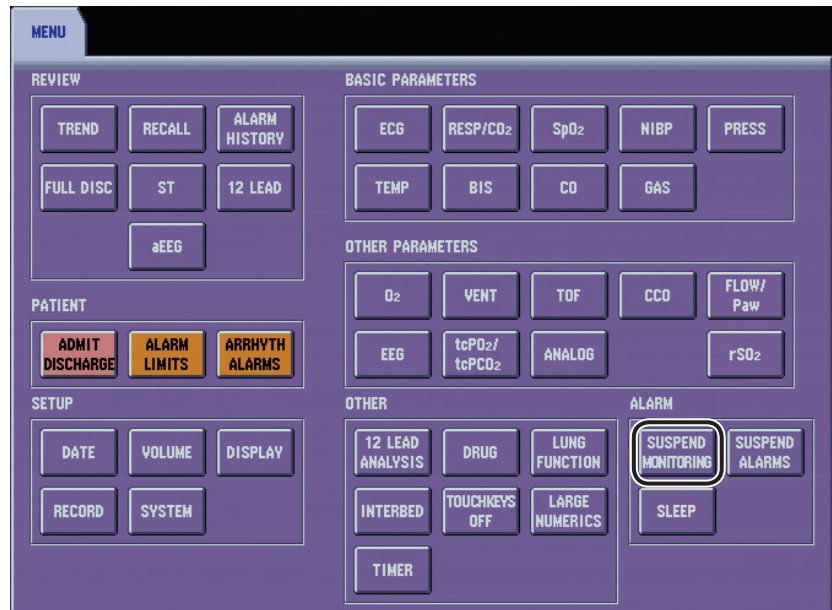 MENU
REVIEW
TREND
RECALL
ALARM
HISTORY
FULL DISC
ST
12 LEAD
aEEG
PATIENT
ADMIT
DISCHARGE
ALARM
LIMITS
ARRHYTH
ALARMS
SETUP
DATE
VOLUME
DISPLAY
RECORD
SYSTEM
BASIC PARAMETERS
ECG
RESP/CO₂
SpO₂
NIBP
PRESS
TEMP
BIS
CO
GAS
OTHER PARAMETERS
O₂
VENT
TOF
CCO
FLOW/
Paw
EEG
tcPO₂/
tcPCO₂
ANALOG
rSO₂
OTHER
12 LEAD
ANALYSIS
DRUG
LUNG
FUNCTION
INTERBED
TOUCHKEYS
OFF
LARGE
NUMERICS
TIMER
ALARM
SUSPEND
MONITORING
SUSPEND
ALARMS
SLEEP